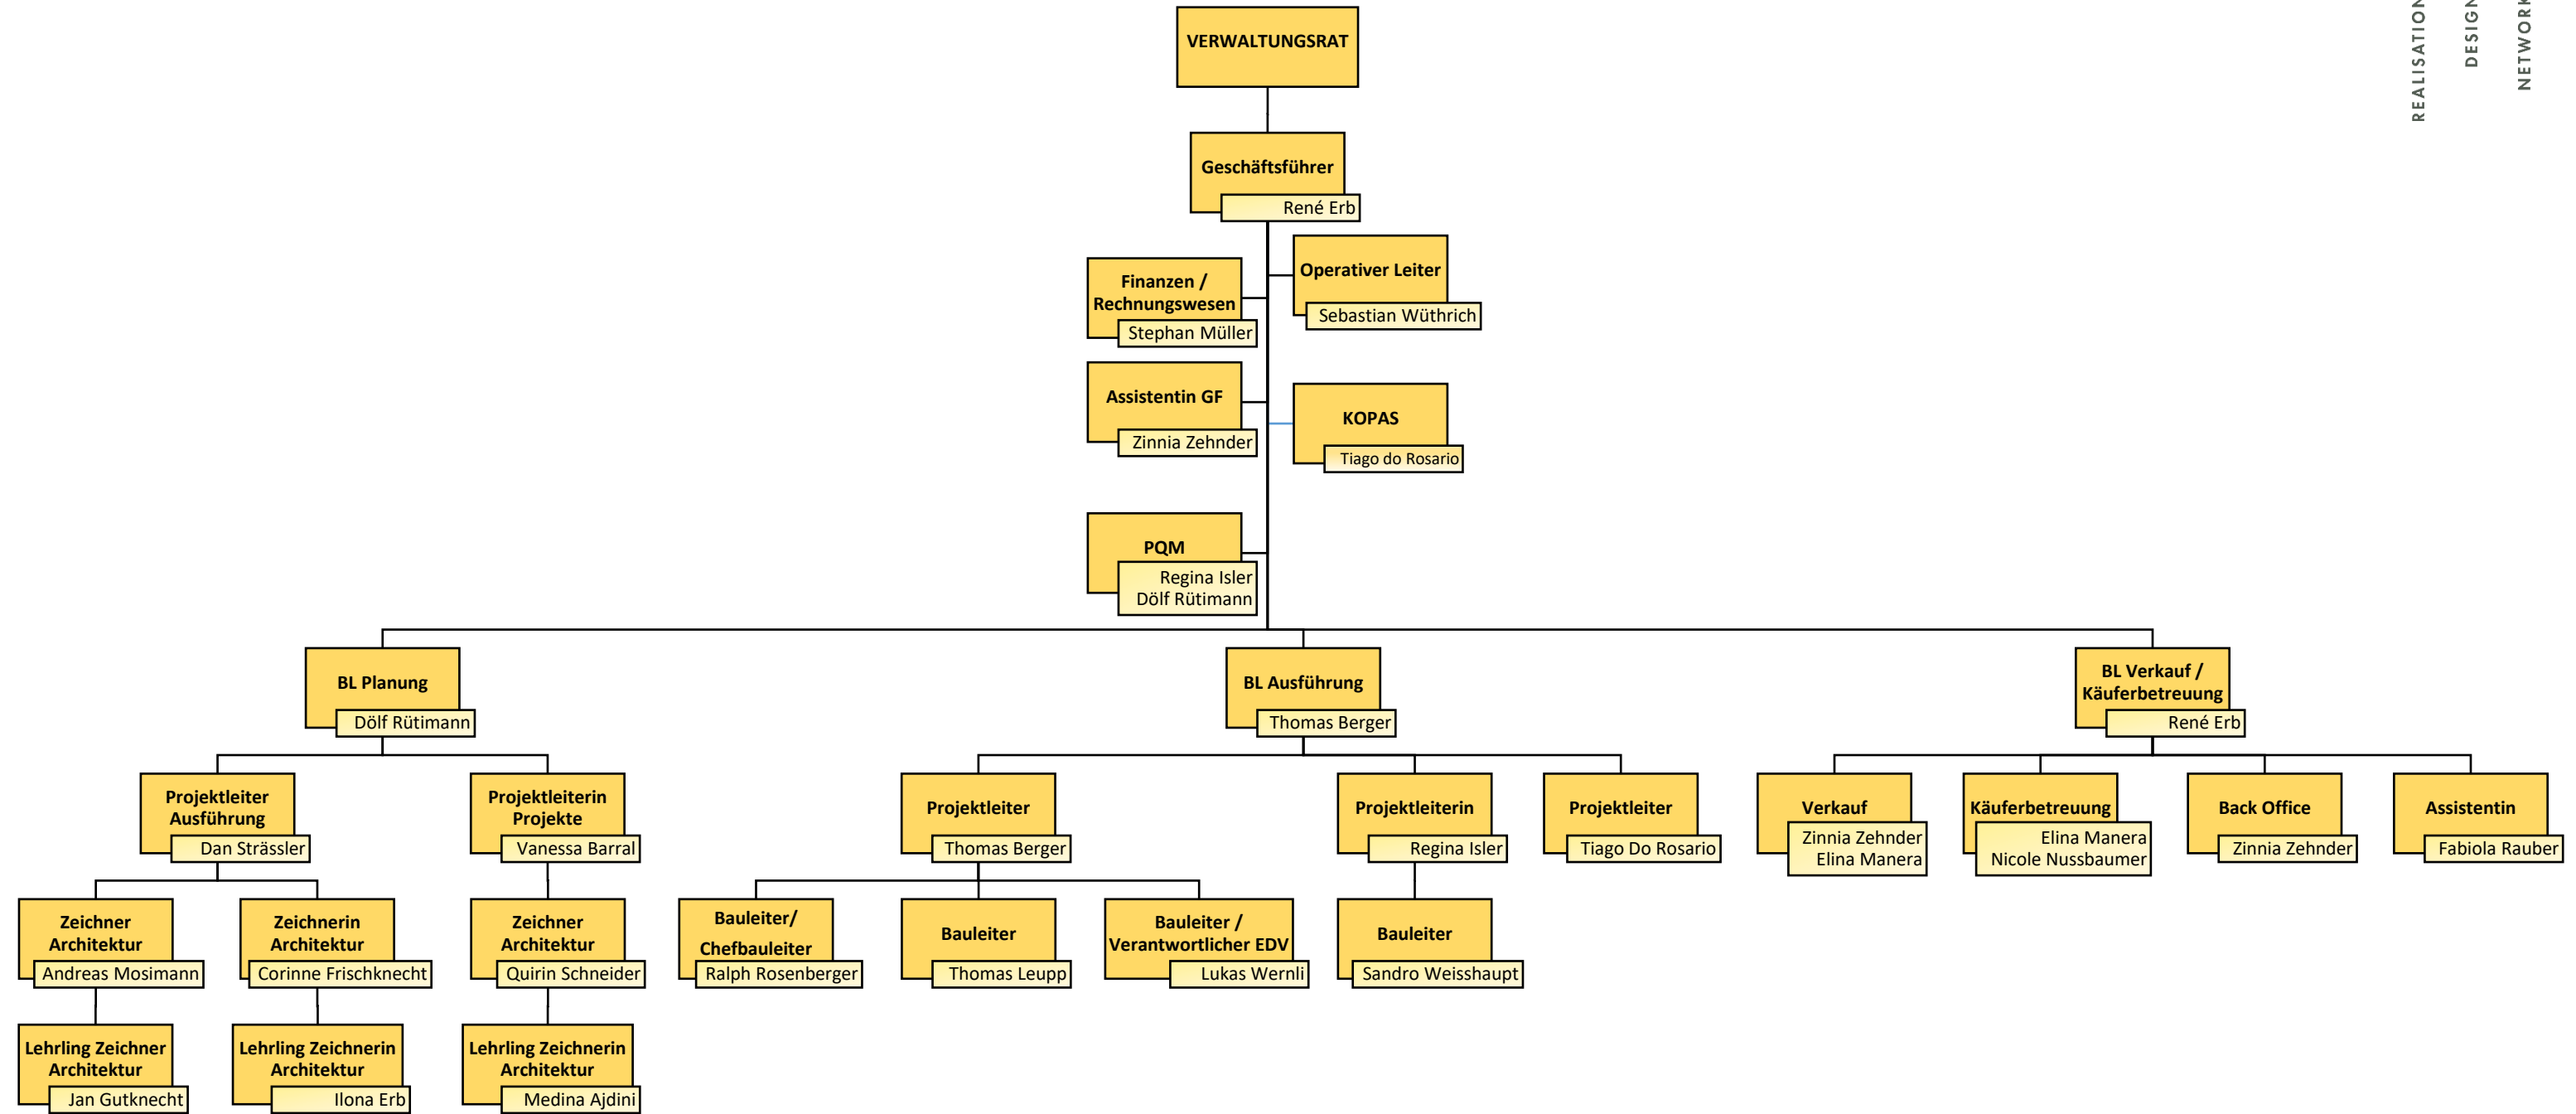 REALISATION
DESIGN
NETWORK
VERWALTUNGSRAT
Geschäftsführer
René Erb
Operativer Leiter
Sebastian Wüthrich
Finanzen /
Rechnungswesen
Stephan Müller
Assistentin GF
Zinnia Zehnder
KOPAS
Tiago do Rosario
PQM
Regina Isler
Dölf Rütimann
BL Planung
Dölf Rütimann
BL Ausführung
Thomas Berger
BL Verkauf /
Käuferbetreuung
René Erb
Projektleiter
Ausführung
Dan Strässler
Projektleiterin
Projekte
Vanessa Barral
Projektleiter
Thomas Berger
Projektleiterin
Regina Isler
Projektleiter
Tiago Do Rosario
Verkauf
Zinnia Zehnder
Elina Manera
Käuferbetreuung
Elina Manera
Nicole Nussbaumer
Back Office
Zinnia Zehnder
Assistentin
Fabiola Rauber
Zeichner
Architektur
Andreas Mosimann
Zeichnerin
Architektur
Corinne Frischknecht
Zeichner
Architektur
Quirin Schneider
Bauleiter/
Chefbauleiter
Ralph Rosenberger
Bauleiter
Thomas Leupp
Bauleiter /
Verantwortlicher EDV
Lukas Wernli
Bauleiter
Sandro Weisshaupt
Lehrling Zeichner
Architektur
Jan Gutknecht
Lehrling Zeichnerin
Architektur
Ilona Erb
Lehrling Zeichnerin
Architektur
Medina Ajdini